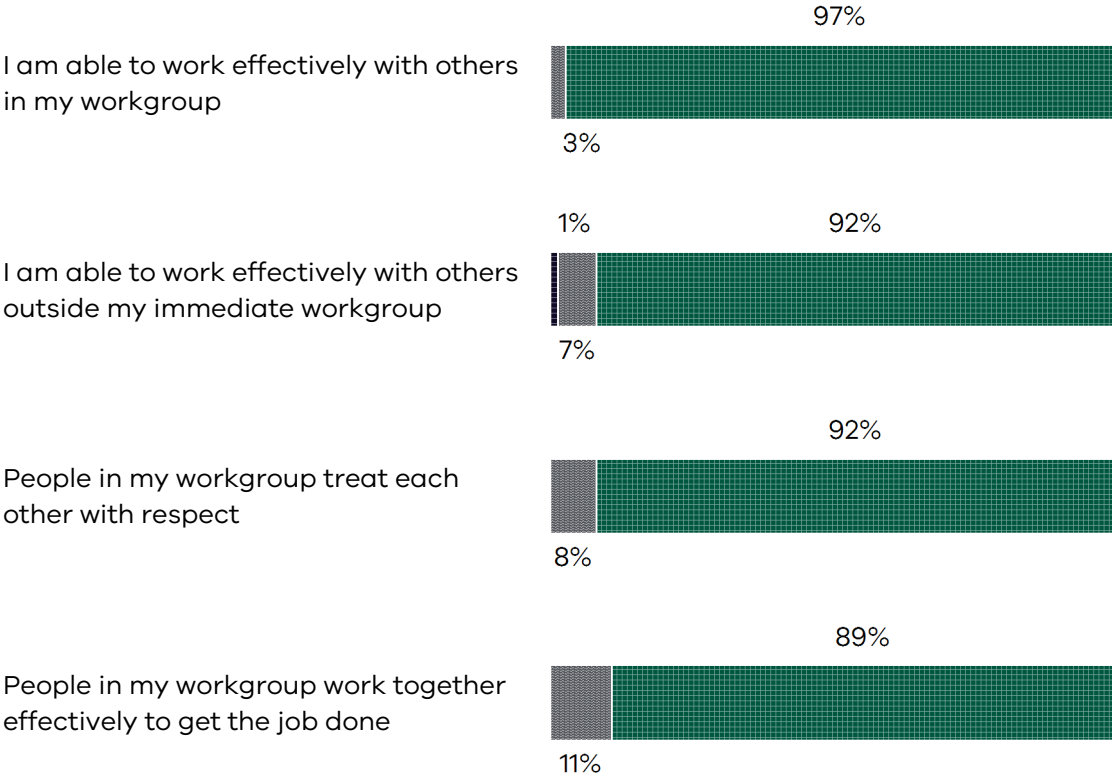 97%
I am able to work effectively with others
in my workgroup
3%
1%
92%
I am able to work effectively with others
outside my immediate workgroup
7%
92%
People in my workgroup treat each
other with respect
8%
89%
People in my workgroup work together
effectively to get the job done
11%